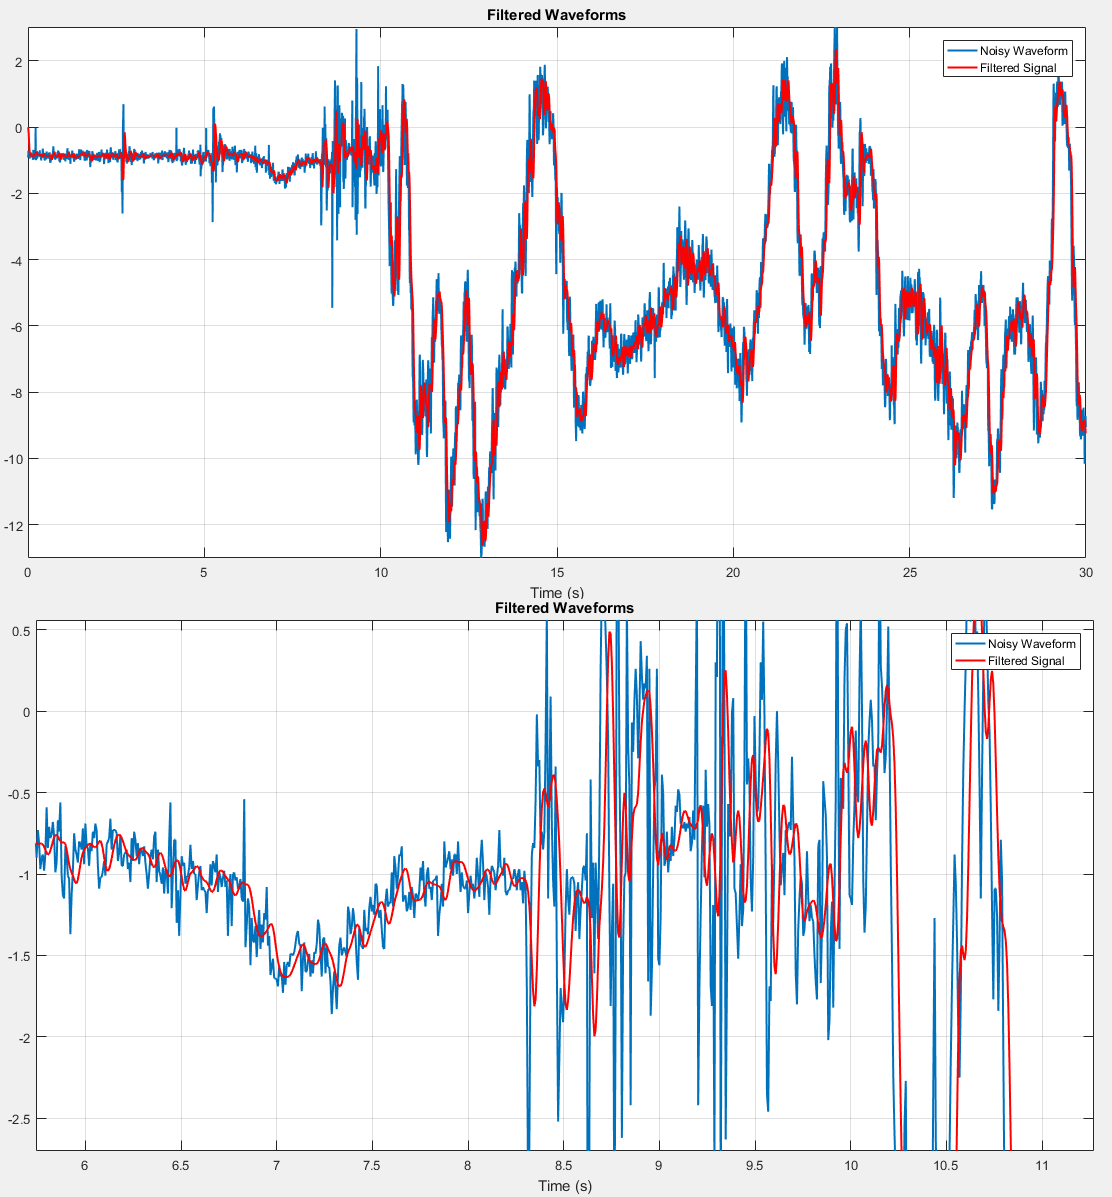 Filtered Waveforms
Noisy Waveform
Filtered Signal
2
0
-2
-4
-6
-8
-10
-12
0 5 10 15 20 25 30
Time (s)
Filtered Waveforms
Noisy Waveform
Filtered Signal
0.5
0
-0.5
-1
-1.5
-2
-2.5
6 6.5 7 7.5 8 8.5 9 9.5 10 10.5 11
Time (s)